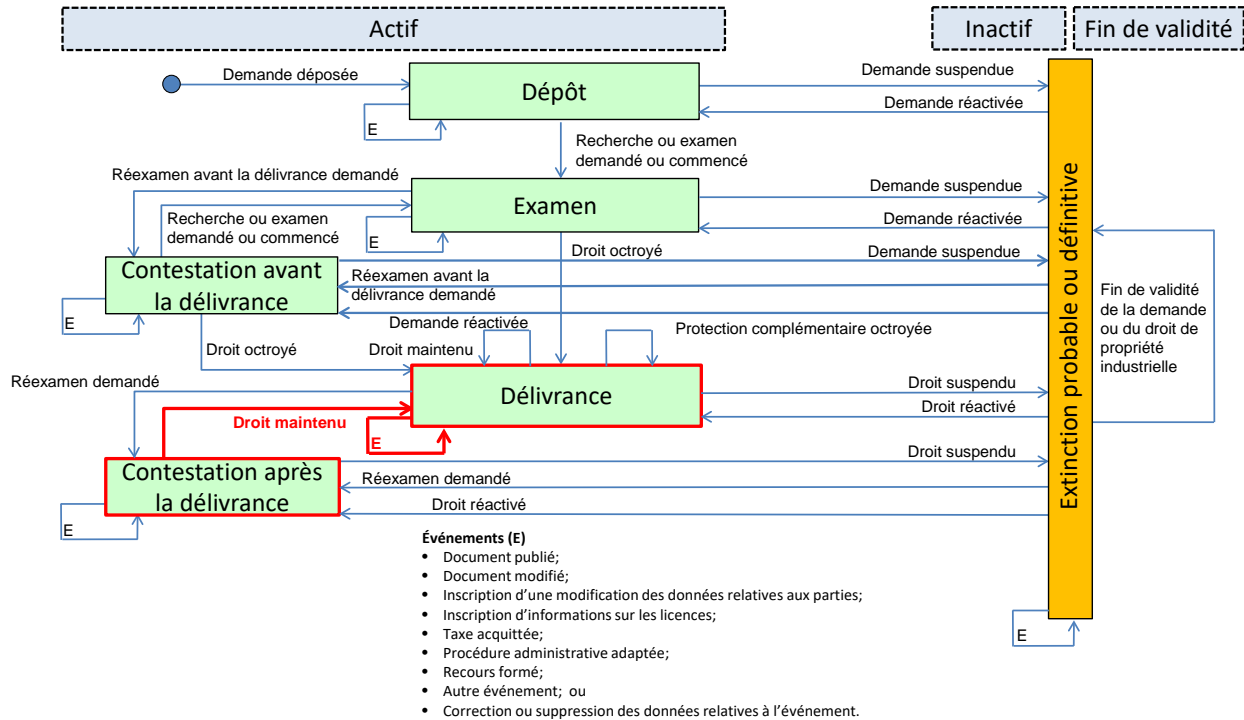 Actif
Inactif
Fin de validité
Demande déposée
Dépôt
Demande suspendue
Demande réactivée
E
Recherche ou examen
demandé ou commencé
Réexamen avant la délivrance demandé
Examen
Demande suspendue
Recherche ou examen
demandé ou commencé
E
Demande réactivée
Droit octroyé
Demande suspendue
Contestation avant
la délivrance
Réexamen avant la
délivrance demandé
E
Demande réactivée
Protection complémentaire octroyée
Droit octroyé
Droit maintenu
Fin de validité
de la demande
ou du droit de
propriété
industrielle
Extinction probable ou définitive
Réexamen demandé
Délivrance
Droit suspendu
Droit réactivé
Droit maintenu
E
Contestation après
la délivrance
Droit suspendu
Réexamen demandé
Droit réactivé
E
Événements (E)
• Document publié;
• Document modifié;
• Inscription d’une modification des données relatives aux parties;
• Inscription d’informations sur les licences;
• Taxe acquittée;
• Procédure administrative adaptée;
• Recours formé;
• Autre événement; ou
• Correction ou suppression des données relatives à l’événement.
E